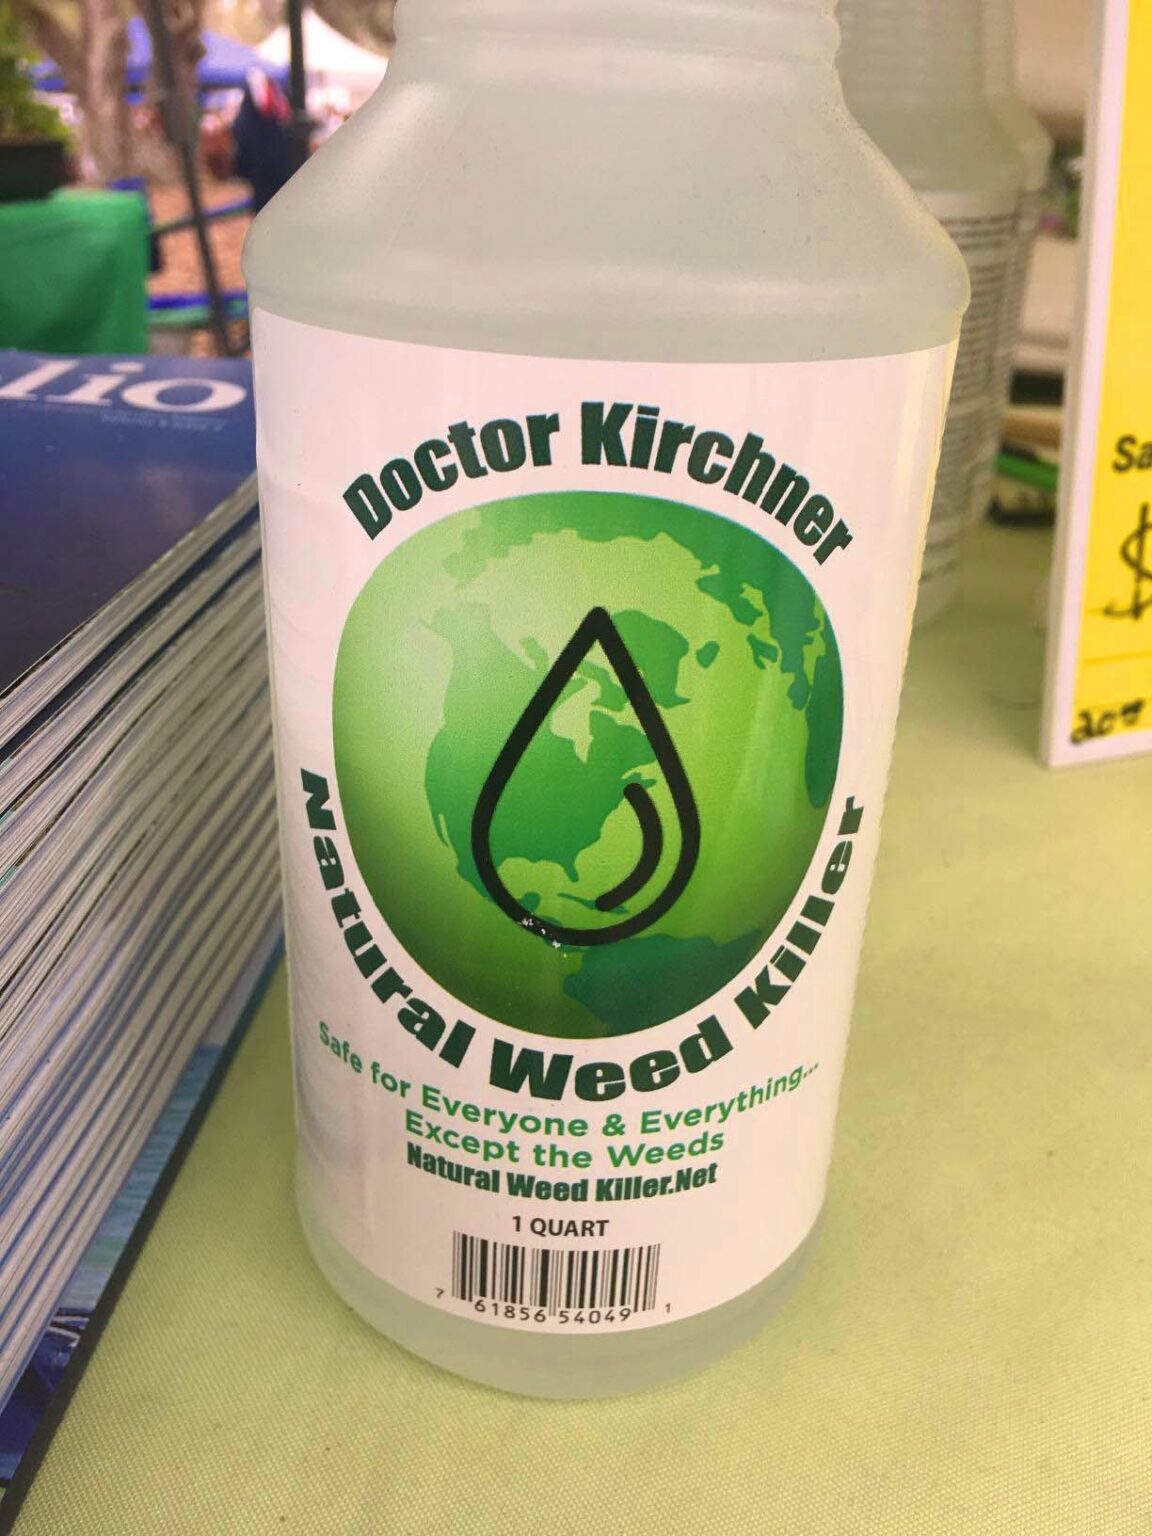 Doctor Kirchner
Natural Weed Killer
Safe for Everyone & Everything...
Except the Weeds
Natural Weed Killer.Net
1 QUART
7 61856 54049 1
lio
Sa
$